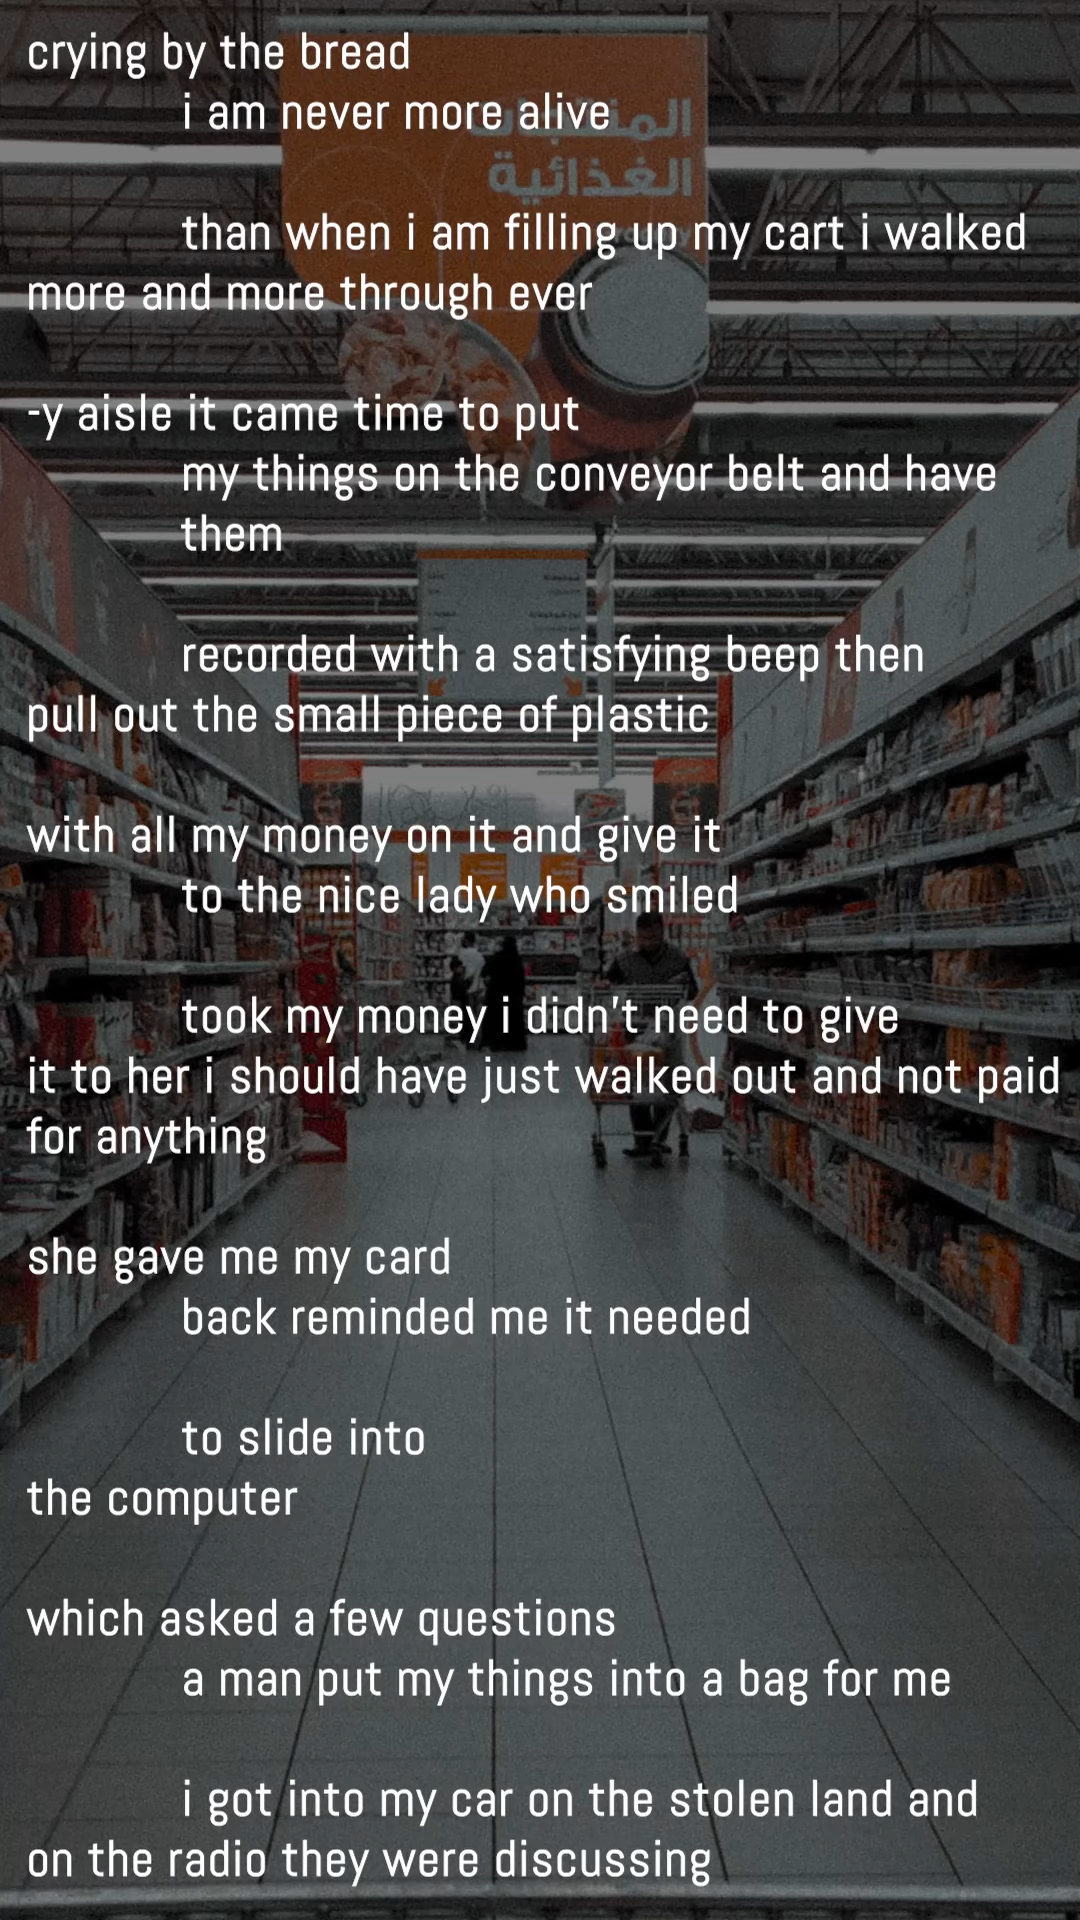 crying by the bread
i am never more alive
المنتجات
الغذائية
than when i am filling up my cart i walked
more and more through ever
-y aisle it came time to put
my things on the conveyor belt and have
them
recorded with a satisfying beep then
pull out the small piece of plastic
with all my money on it and give it
to the nice lady who smiled
took my money i didn't need to give
it to her i should have just walked out and not paid
for anything
she gave me my card
back reminded me it needed
to slide into
the computer
which asked a few questions
a man put my things into a bag for me
i got into my car on the stolen land and
on the radio they were discussing